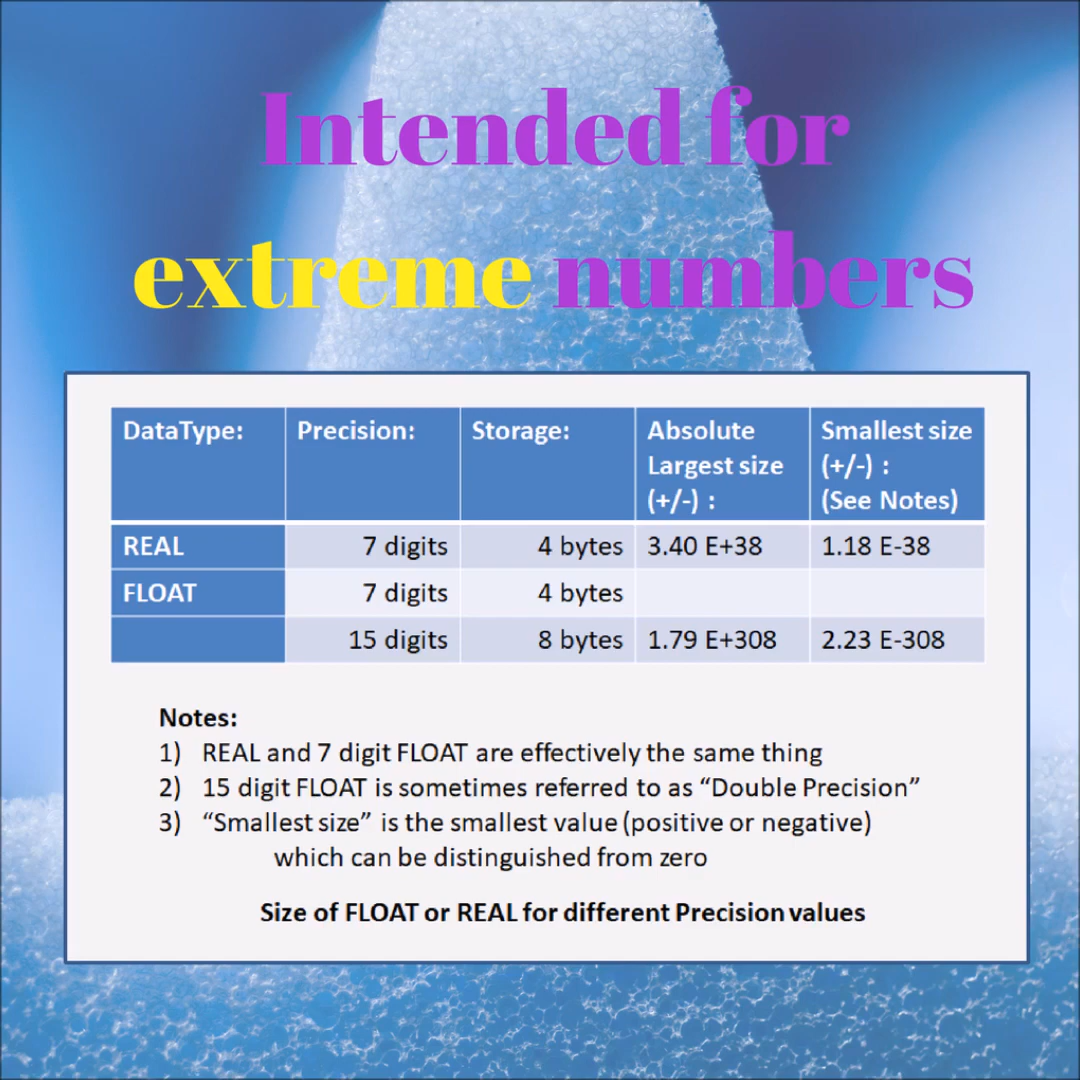 Intended for
extreme numbers
DataType: Precision: Storage: Absolute Largest size (+/-) : Smallest size (+/-) : (See Notes)
REAL 7 digits 4 bytes 3.40 E+38 1.18 E-38
FLOAT 7 digits 4 bytes
15 digits 8 bytes 1.79 E+308 2.23 E-308
Notes:
1) REAL and 7 digit FLOAT are effectively the same thing
2) 15 digit FLOAT is sometimes referred to as “Double Precision”
3) “Smallest size” is the smallest value (positive or negative)
which can be distinguished from zero
Size of FLOAT or REAL for different Precision values